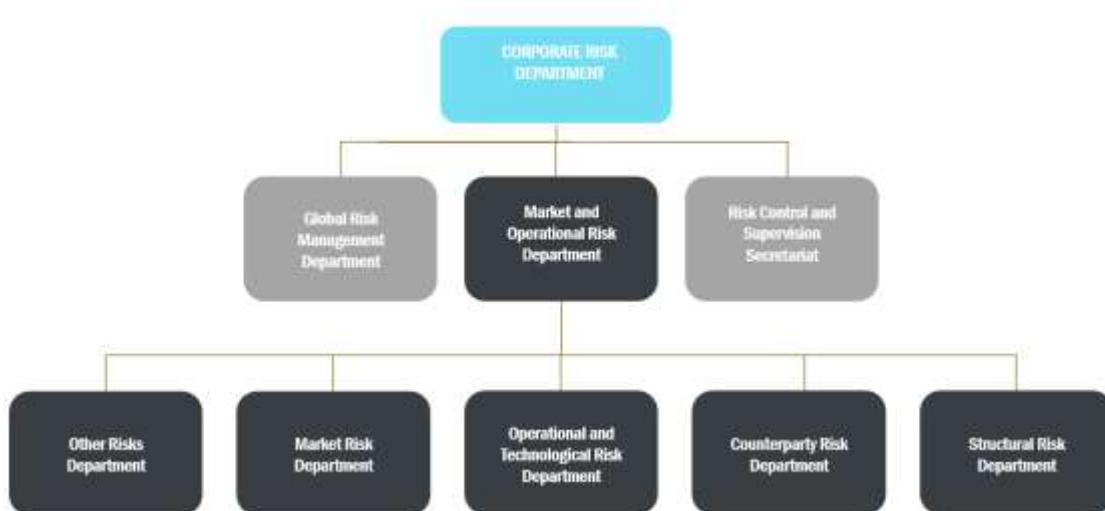 CORPORATE RISK
DEPARTMENT
Global Risk
Management
Department
Market and
Operational Risk
Department
Risk Control and
Supervision
Secretariat
Other Risks
Department
Market Risk
Department
Operational and
Technological Risk
Department
Counterparty Risk
Department
Structural Risk
Department